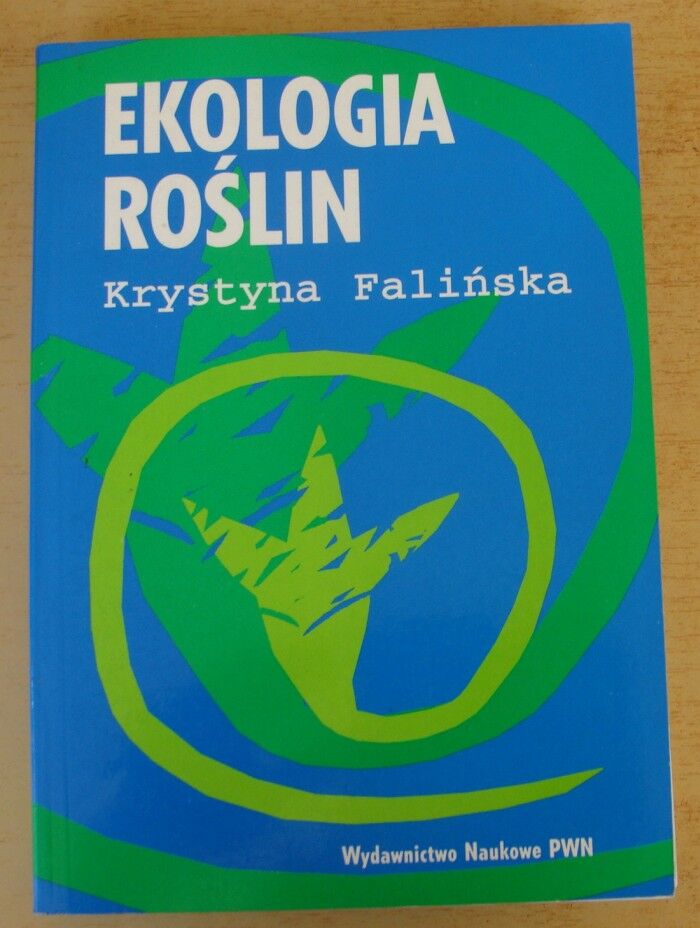 EKOLOGIA
ROŚLIN
Krystyna Falińska
Wydawnictwo Naukowe PWN